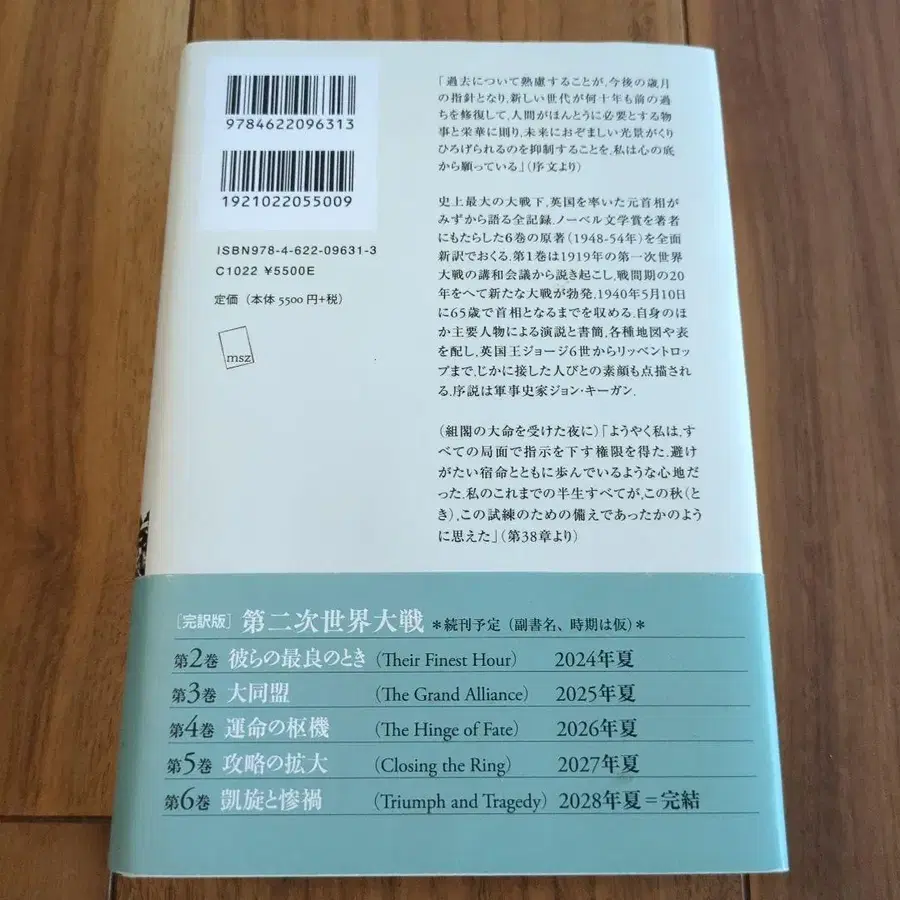 9784622096313
1921022055009
ISBN978-4-622-09631-3
C1022 ¥5500E
定価（本体 5500 円+税）
msz
「過去について熟慮することが，今後の歳月
の指針となり，新しい世代が何十年も前の過
ちを修復して，人間がほんとうに必要とする物
事と栄華に則り，未来におぞましい光景がくり
ひろげられるのを抑制することを，私は心の底
から願っている」（序文より）
史上最大の大戦下，英国を率いた元首相が
みずから語る全記録．ノーベル文学賞を著者
にもたらした6巻の原著（1948-54年）を全面
新訳でおくる．第1巻は1919年の第一次世界
大戦の講和会議から説き起こし，戦間期の20
年をへて新たな大戦が勃発，1940年5月10日
に65歳で首相となるまでを収める．自身のほ
か主要人物による演説と書簡，各種地図や表
を配し，英国王ジョージ6世からリッベントロッ
プまで，じかに接した人びとの素顔も点描され
る．序説は軍事史家ジョン・キーガン．
（組閣の大命を受けた夜に）「ようやく私は，す
べての局面で指示を下す権限を得た．避け
がたい宿命とともに歩んでいるような心地だ
った．私のこれまでの半生すべてが，この秋（と
き），この試練のための備えであったかのよう
に思えた」（第38章より）
［完訳版］ 第二次世界大戦 ＊続刊予定（副書名、時期は仮）＊
第2巻 彼らの最良のとき （Their Finest Hour） 2024年夏
第3巻 大同盟 （The Grand Alliance） 2025年夏
第4巻 運命の枢機 （The Hinge of Fate） 2026年夏
第5巻 攻略の拡大 （Closing the Ring） 2027年夏
第6巻 凱旋と惨禍 （Triumph and Tragedy） 2028年夏＝完結